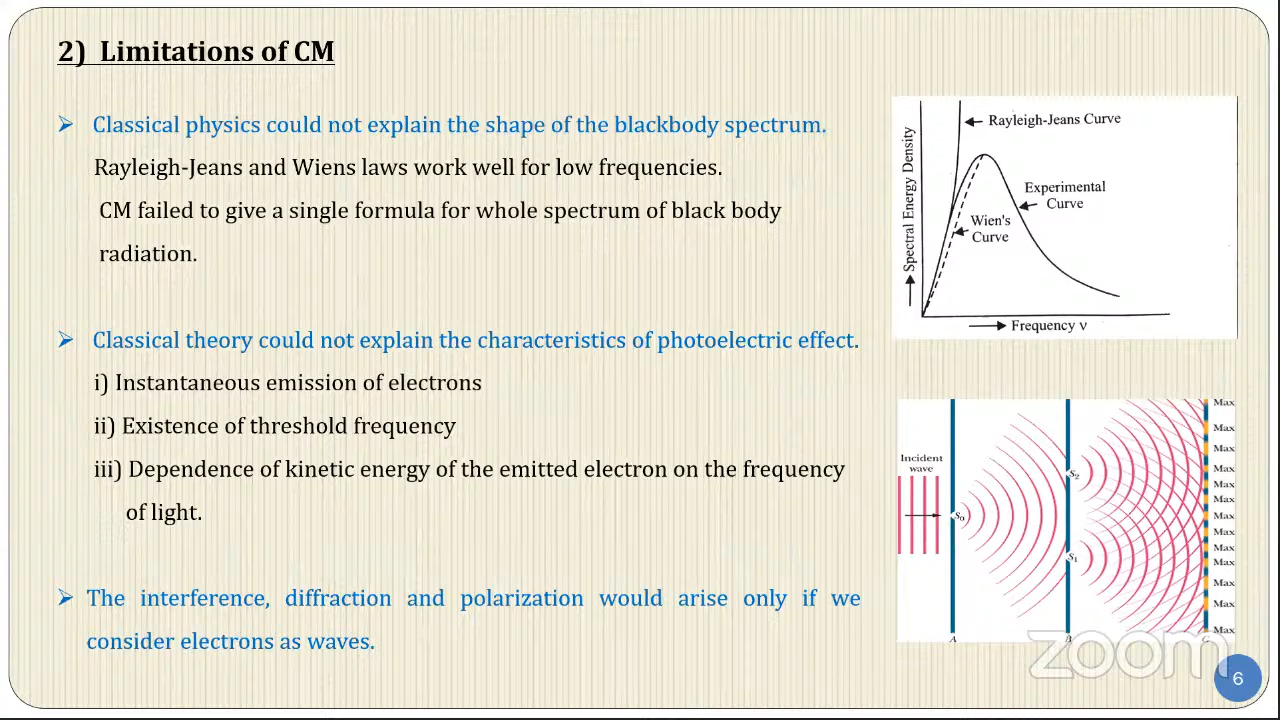 2) Limitations of CM
➢ Classical physics could not explain the shape of the blackbody spectrum.
Rayleigh-Jeans and Wiens laws work well for low frequencies.
CM failed to give a single formula for whole spectrum of black body
radiation.
➢ Classical theory could not explain the characteristics of photoelectric effect.
i) Instantaneous emission of electrons
ii) Existence of threshold frequency
iii) Dependence of kinetic energy of the emitted electron on the frequency
of light.
➢ The interference, diffraction and polarization would arise only if we
consider electrons as waves.
Spectral Energy Density
Rayleigh-Jeans Curve
Experimental
Curve
Wien's
Curve
Frequency ν
Incident
wave
S0
S2
S1
A
Max
Max
Max
Max
Max
Max
Max
Max
Max
Max
Max
Max
Max
zoom
6